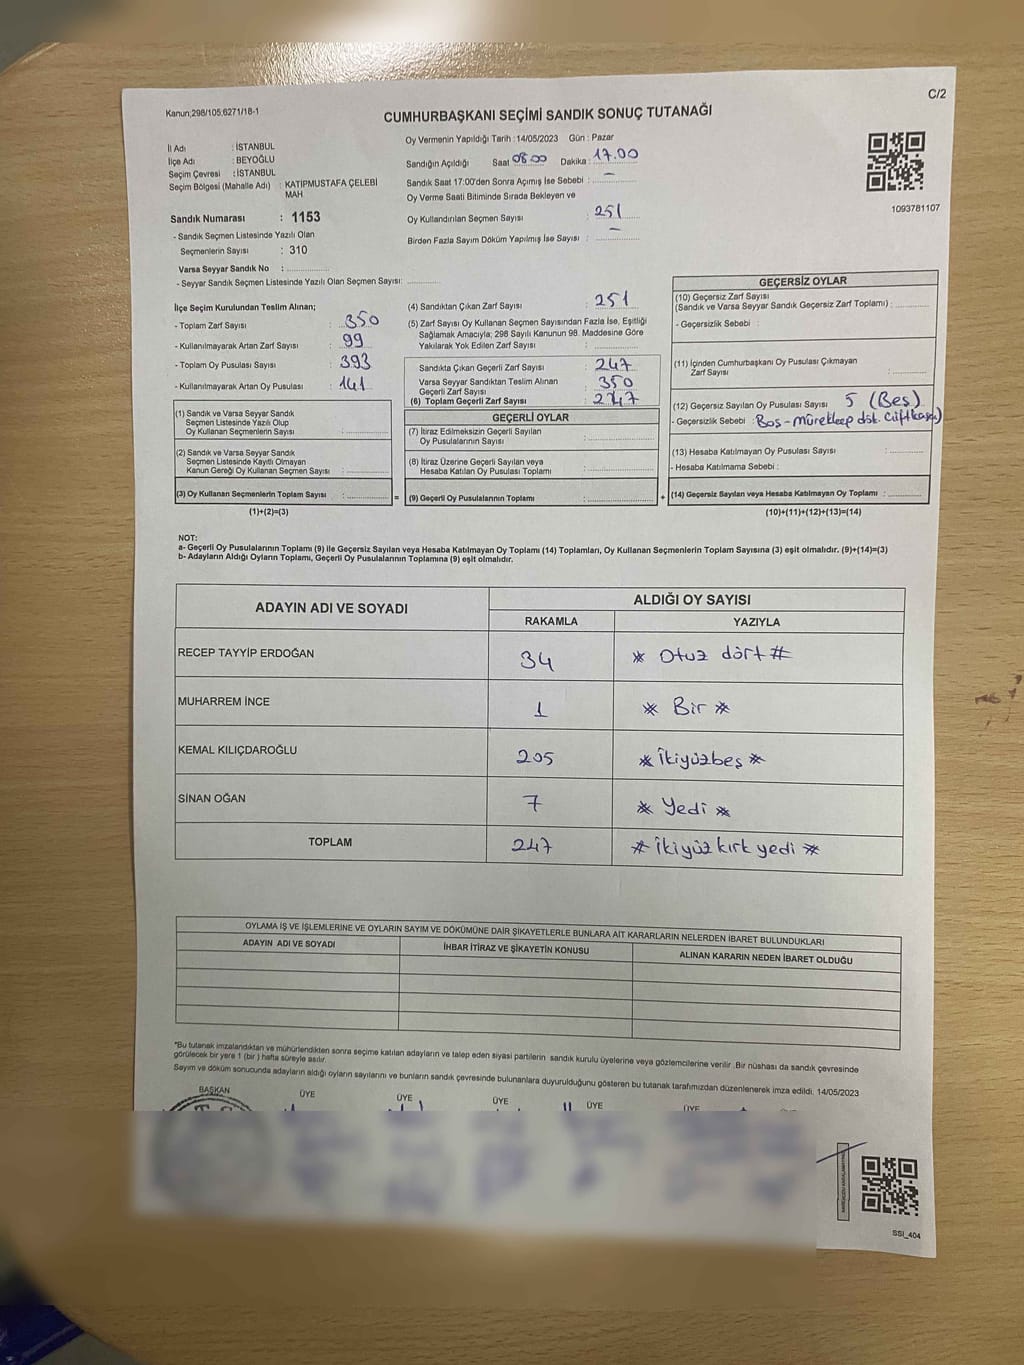 Kanun;298/105.6271/18-1
C/2
CUMHURBAŞKANI SEÇİMİ SANDIK SONUÇ TUTANAĞI
İl Adı : İSTANBUL
İlçe Adı : BEYOĞLU
Seçim Çevresi : İSTANBUL
Seçim Bölgesi (Mahalle Adı) : KATİPMUSTAFA ÇELEBİ MAH
Sandık Numarası : 1153
- Sandık Seçmen Listesinde Yazılı Olan
Seçmenlerin Sayısı : 310
Varsa Seyyar Sandık No : ..................
- Seyyar Sandık Seçmen Listesinde Yazılı Olan Seçmen Sayısı: ..............
Oy Vermenin Yapıldığı Tarih : 14/05/2023 Gün : Pazar
Sandığın Açıldığı Saat 08.00 Dakika : 17.00
Sandık Saat 17:00'den Sonra Açımış İse Sebebi : –
Oy Verme Saati Bitiminde Sırada Bekleyen ve
Oy Kullandırılan Seçmen Sayısı : 251
Birden Fazla Sayım Döküm Yapılmış İse Sayısı : –
1093781107
İlçe Seçim Kurulundan Teslim Alınan;
- Toplam Zarf Sayısı : 350
- Kullanılmayarak Artan Zarf Sayısı : 99
- Toplam Oy Pusulası Sayısı : 393
- Kullanılmayarak Artan Oy Pusulası : 141
(1) Sandık ve Varsa Seyyar Sandık
Seçmen Listesinde Yazılı Olup
Oy Kullanan Seçmenlerin Sayısı : ..............
(2) Sandık ve Varsa Seyyar Sandık
Seçmen Listesinde Kayıtlı Olmayan
Kanun Gereği Oy Kullanan Seçmen Sayısı : ..............
(3) Oy Kullanan Seçmenlerin Toplam Sayısı : .............. =
(1)+(2)=(3)
(4) Sandıktan Çıkan Zarf Sayısı : 251
(5) Zarf Sayısı Oy Kullanan Seçmen Sayısından Fazla İse, Eşitliği
Sağlamak Amacıyla; 298 Sayılı Kanunun 98. Maddesine Göre
Yakılarak Yok Edilen Zarf Sayısı : ..............
Sandıkta Çıkan Geçerli Zarf Sayısı : 247
Varsa Seyyar Sandıktan Teslim Alınan
Geçerli Zarf Sayısı : 350
(6) Toplam Geçerli Zarf Sayısı : 247
GEÇERLİ OYLAR
(7) İtiraz Edilmeksizin Geçerli Sayılan
Oy Pusulalarının Sayısı : ..............
(8) İtiraz Üzerine Geçerli Sayılan veya
Hesaba Katılan Oy Pusulası Toplamı : ..............
(9) Geçerli Oy Pusulalarının Toplamı : .............. +
GEÇERSİZ OYLAR
(10) Geçersiz Zarf Sayısı
(Sandık ve Varsa Seyyar Sandık Geçersiz Zarf Toplamı) : ..........
- Geçersizlik Sebebi :
(11) İçinden Cumhurbaşkanı Oy Pusulası Çıkmayan
Zarf Sayısı : ..........
(12) Geçersiz Sayılan Oy Pusulası Sayısı : 5 (Beş)
- Geçersizlik Sebebi : Boş - Mürekleep
(13) Hesaba Katılmayan Oy Pusulası Sayısı : ..........
- Hesaba Katılmama Sebebi :
(14) Geçersiz Sayılan veya Hesaba Katılmayan Oy Toplamı : ..........
(10)+(11)+(12)+(13)=(14)
NOT:
a- Geçerli Oy Pusulalarının Toplamı (9) ile Geçersiz Sayılan veya Hesaba Katılmayan Oy Toplamı (14) Toplamları, Oy Kullanan Seçmenlerin Toplam Sayısına (3) eşit olmalıdır. (9)+(14)=(3)
b- Adayların Aldığı Oyların Toplamı, Geçerli Oy Pusulalarının Toplamına (9) eşit olmalıdır.
ADAYIN ADI VE SOYADI ALDIĞI OY SAYISI
RAKAMLA YAZIYLA
RECEP TAYYİP ERDOĞAN 34 * Otuz dört #
MUHARREM İNCE 1 * Bir *
KEMAL KILIÇDAROĞLU 205 * İkiyüzbeş *
SİNAN OĞAN 7 * Yedi *
TOPLAM 247 * İkiyüz kırk yedi *
OYLAMA İŞ VE İŞLEMLERİNE VE OYLARIN SAYIM VE DÖKÜMÜNE DAİR ŞİKAYETLERLE BUNLARA AİT KARARLARIN NELERDEN İBARET BULUNDUKLARI
ADAYIN ADI VE SOYADI İHBAR İTİRAZ VE ŞİKAYETİN KONUSU ALINAN KARARIN NEDEN İBARET OLDUĞU
*Bu tutanak imzalandıktan ve mühürlendikten sonra seçime katılan adayların ve talep eden siyasi partilerin sandık kurulu üyelerine veya gözlemcilerine verilir .Bir nüshası da sandık çevresinde
görülecek bir yere 1 (bir ) hafta süreyle asılır.
Sayım ve döküm sonucunda adayların aldığı oyların sayılarını ve bunların sandık çevresinde bulunanlara duyurulduğunu gösteren bu tutanak tarafımızdan düzenlenerek imza edildi. 14/05/2023
BAŞKAN ÜYE ÜYE ÜYE ÜYE ÜYE
SSI_404